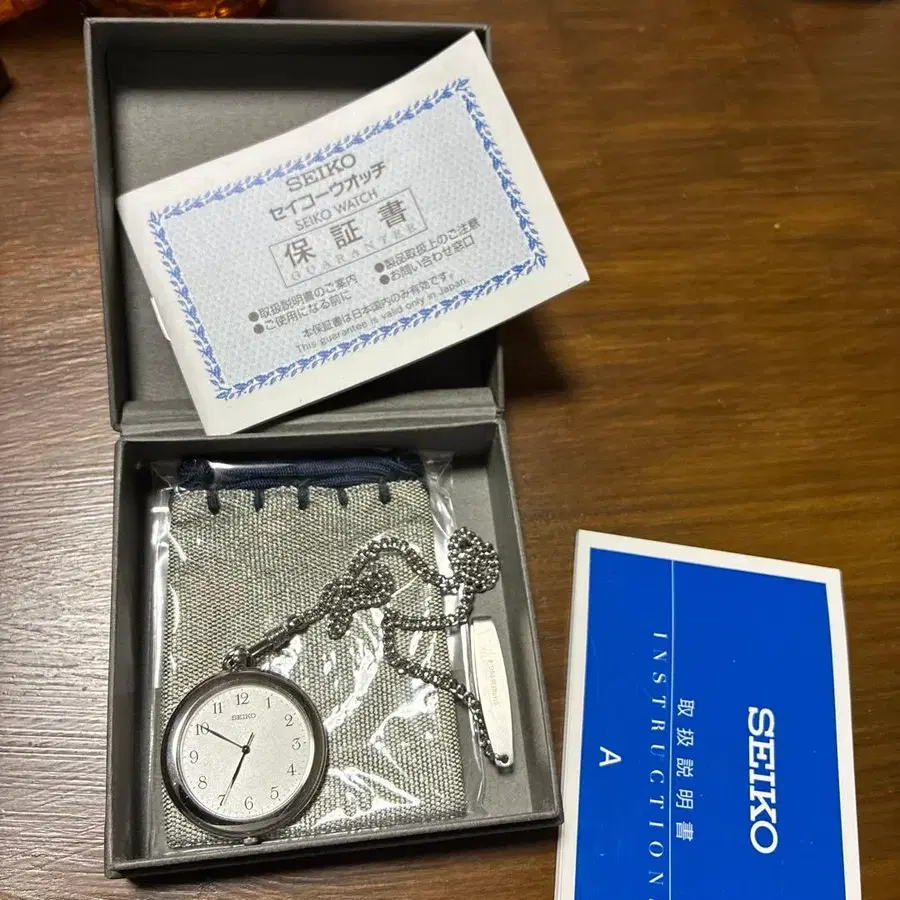 SEIKO
セイコーウオッチ
SEIKO WATCH
保証書
GUARANTEE
●取扱説明書のご案内
●ご使用になる前に
●製品取扱上のご注意
●お問い合わせ窓口
本保証書は日本国内のみ有効です。
This guarantee is valid only in Japan.
SEIKO
12
1
2
3
4
5
6
7
8
9
10
11
SEIKO
取扱説明書
INSTRUCTIONS
A